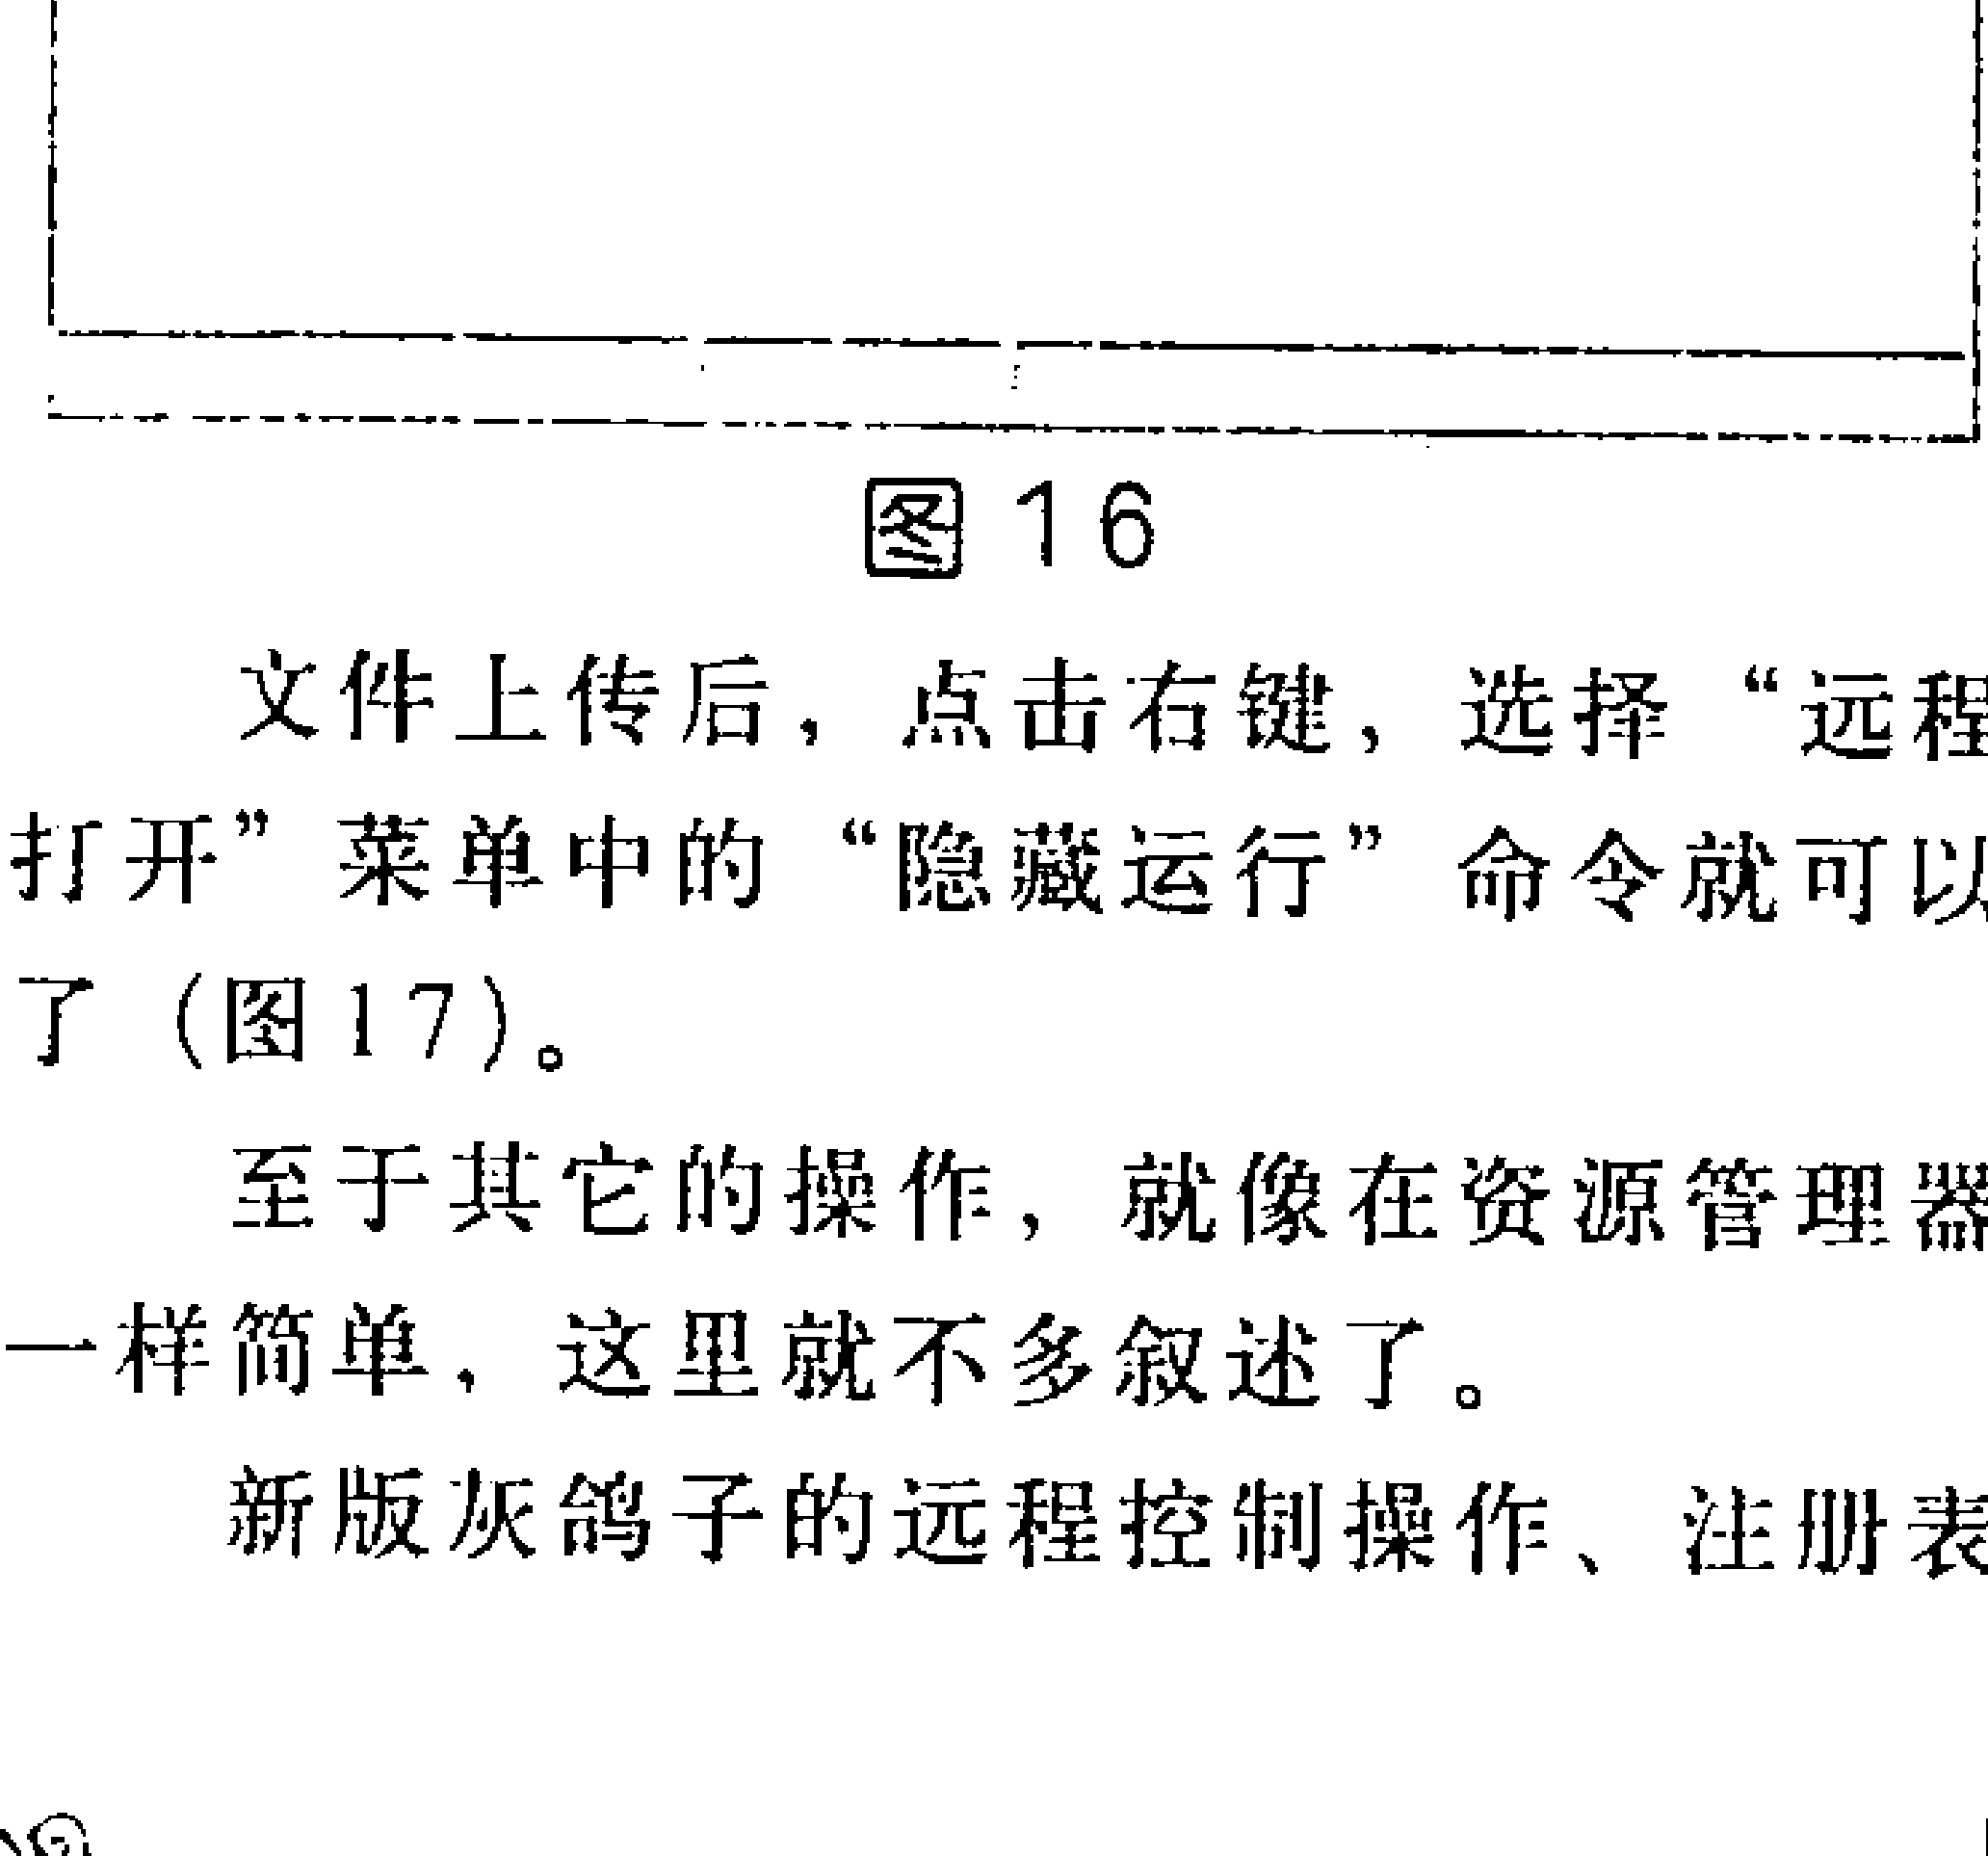 图 16
文件上传后，点击右键，选择“远程
打开”菜单中的“隐藏运行”命令就可以
了（图17）。
至于其它的操作，就像在资源管理器
一样简单，这里就不多叙述了。
新版灰鸽子的远程控制操作、注册表